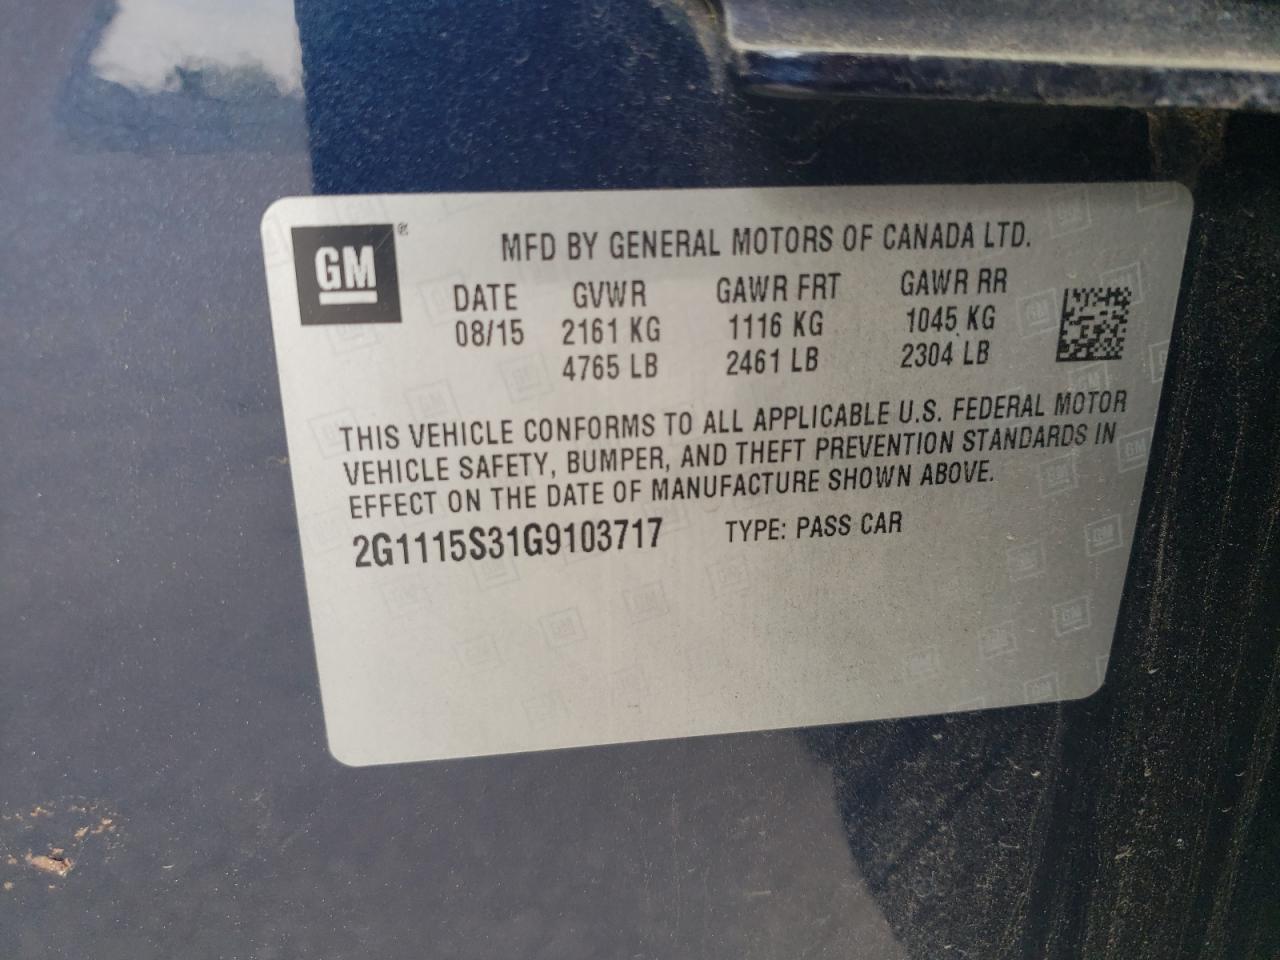 GM ®
MFD BY GENERAL MOTORS OF CANADA LTD.
DATE GVWR GAWR FRT GAWR RR
08/15 2161 KG 1116 KG 1045 KG
4765 LB 2461 LB 2304 LB
THIS VEHICLE CONFORMS TO ALL APPLICABLE U.S. FEDERAL MOTOR
VEHICLE SAFETY, BUMPER, AND THEFT PREVENTION STANDARDS IN
EFFECT ON THE DATE OF MANUFACTURE SHOWN ABOVE.
2G1115S31G9103717 TYPE: PASS CAR